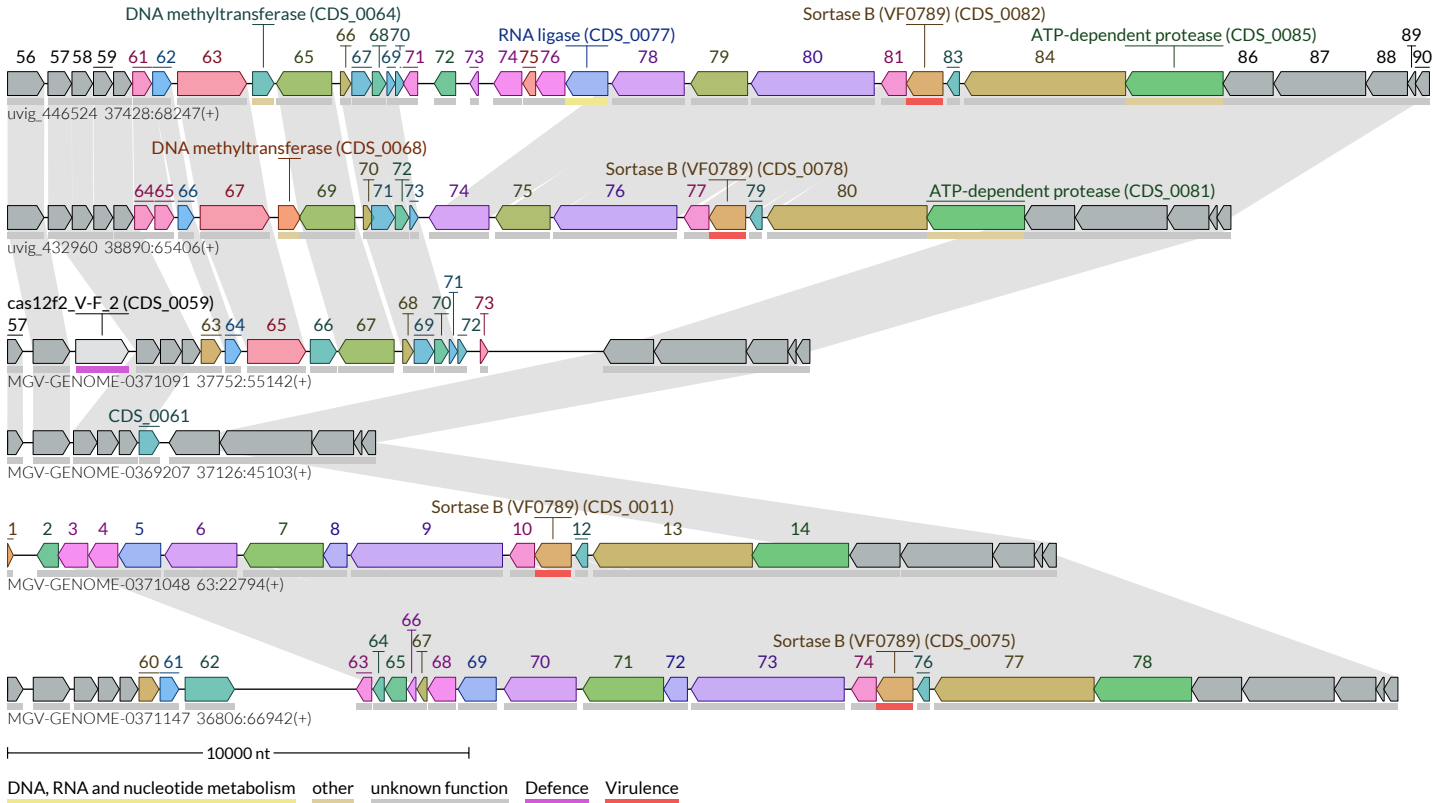 DNA methyltransferase (CDS_0064) Sortase B (VF0789) (CDS_0082)
66 68 70 RNA ligase (CDS_0077) ATP-dependent protease (CDS_0085) 89
56 57 58 59 61 62 63 65 67 69 71 72 73 74 75 76 78 79 80 81 83 84 86 87 88 90
uvig_446524 37428:68247(+)
DNA methyltransferase (CDS_0068)
70 72 Sortase B (VF0789) (CDS_0078)
64 65 66 67 69 71 73 74 75 76 77 79 80 ATP-dependent protease (CDS_0081)
uvig_432960 38890:65406(+)
71
cas12f2_V-F_2 (CDS_0059) 68 70 73
57 63 64 65 66 67 69 72
MGV-GENOME-0371091 37752:55142(+)
CDS_0061
MGV-GENOME-0369207 37126:45103(+)
Sortase B (VF0789) (CDS_0011)
1 2 3 4 5 6 7 8 9 10 12 13 14
MGV-GENOME-0371048 63:22794(+)
66
64 67 Sortase B (VF0789) (CDS_0075)
60 61 62 63 65 68 69 70 71 72 73 74 76 77 78
MGV-GENOME-0371147 36806:66942(+)
10000 nt
DNA, RNA and nucleotide metabolism other unknown function Defence Virulence